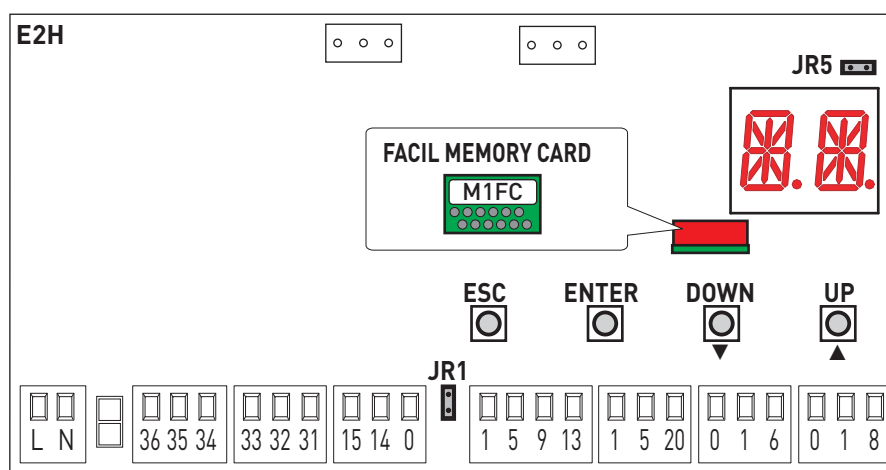 E2H
JR5
FACIL MEMORY CARD
M1FC
ESC ENTER DOWN UP
JR1
L N 36 35 34 33 32 31 15 14 0 1 5 9 13 1 5 20 0 1 6 0 1 8